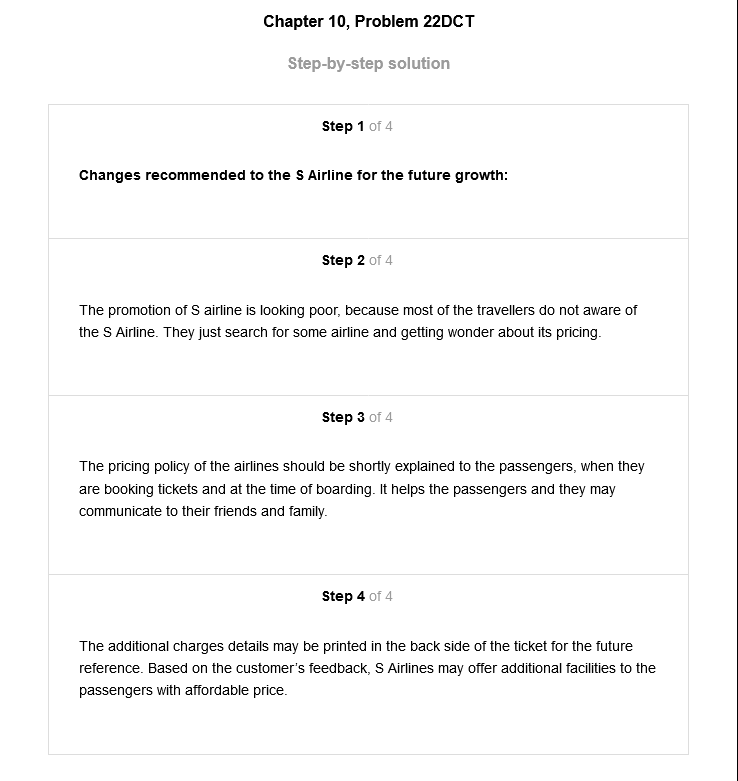 Chapter 10, Problem 22DCT
Step-by-step solution
Step 1 of 4
Changes recommended to the S Airline for the future growth:
Step 2 of 4
The promotion of S airline is looking poor, because most of the travellers do not aware of
the S Airline. They just search for some airline and getting wonder about its pricing.
Step 3 of 4
The pricing policy of the airlines should be shortly explained to the passengers, when they
are booking tickets and at the time of boarding. It helps the passengers and they may
communicate to their friends and family.
Step 4 of 4
The additional charges details may be printed in the back side of the ticket for the future
reference. Based on the customer’s feedback, S Airlines may offer additional facilities to the
passengers with affordable price.